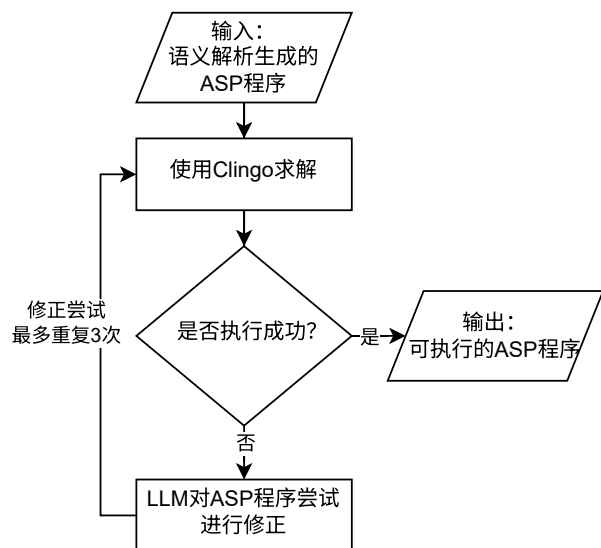 输入：
语义解析生成的
ASP程序
使用Clingo求解
是否执行成功？
是
输出：
可执行的ASP程序
修正尝试
最多重复3次
否
LLM对ASP程序尝试
进行修正